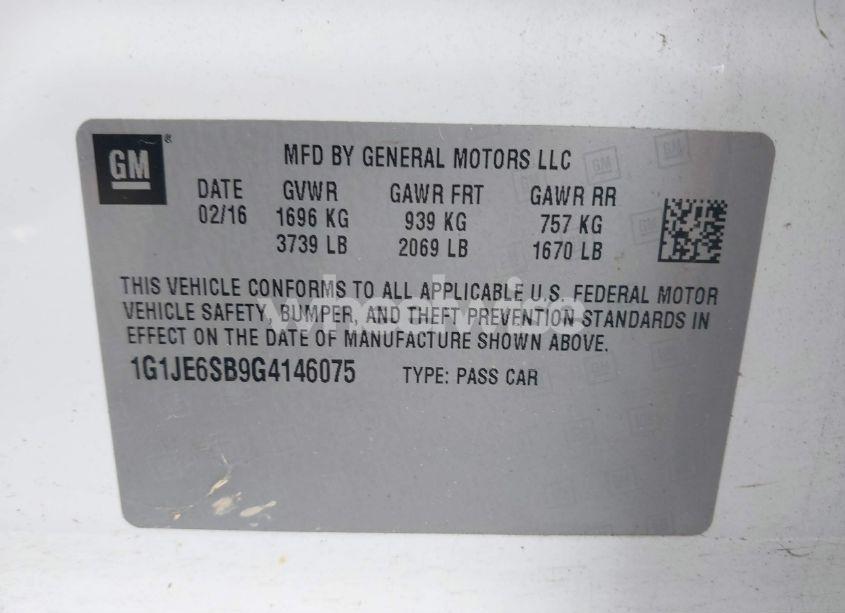 GM®
MFD BY GENERAL MOTORS LLC
DATE GVWR GAWR FRT GAWR RR
02/16 1696 KG 939 KG 757 KG
3739 LB 2069 LB 1670 LB
THIS VEHICLE CONFORMS TO ALL APPLICABLE U.S. FEDERAL MOTOR
VEHICLE SAFETY, BUMPER, AND THEFT PREVENTION STANDARDS IN
EFFECT ON THE DATE OF MANUFACTURE SHOWN ABOVE.
1G1JE6SB9G4146075 TYPE: PASS CAR
wheelwise